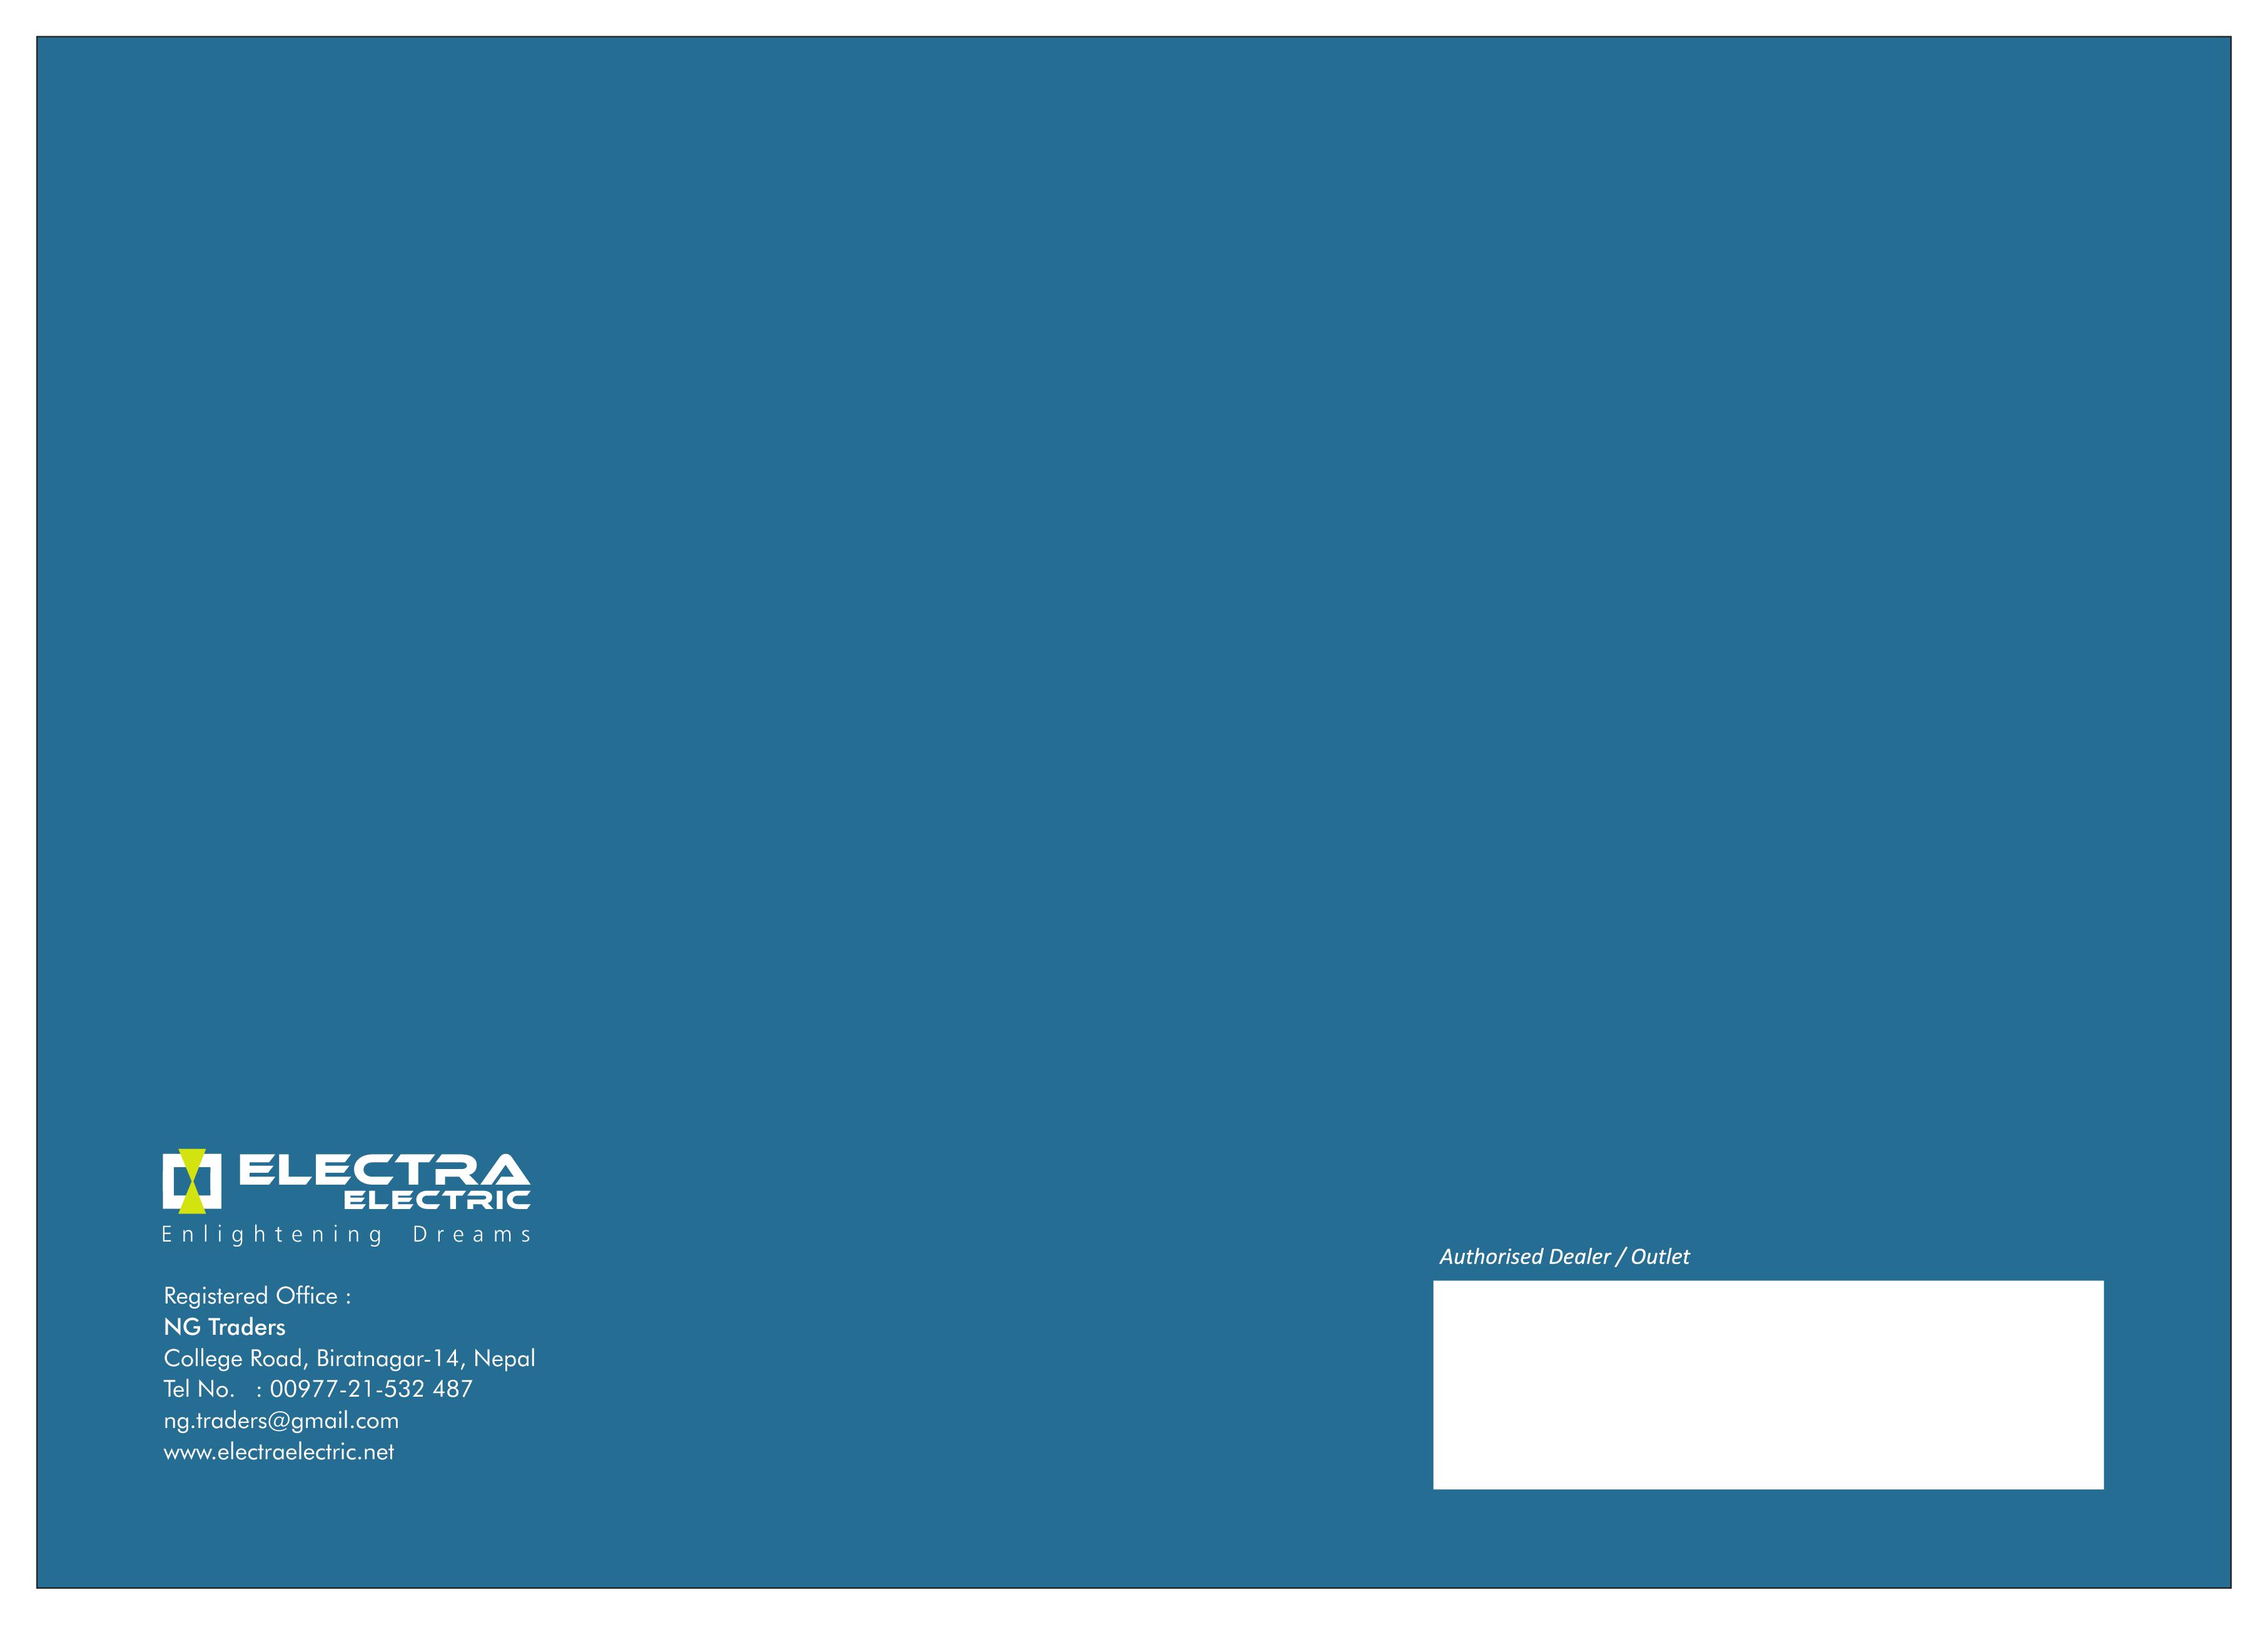 ELECTRA
ELECTRIC
Enlightening Dreams
Registered Office :
NG Traders
College Road, Biratnagar-14, Nepal
Tel No. : 00977-21-532 487
ng.traders@gmail.com
www.electraelectric.net
Authorised Dealer / Outlet